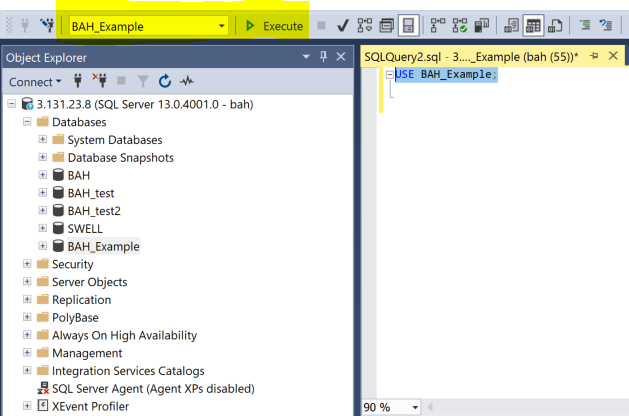 BAH_Example
Execute
Object Explorer
Connect
3.131.23.8 (SQL Server 13.0.4001.0 - bah)
Databases
System Databases
Database Snapshots
BAH
BAH_test
BAH_test2
SWELL
BAH_Example
Security
Server Objects
Replication
PolyBase
Always On High Availability
Management
Integration Services Catalogs
SQL Server Agent (Agent XPs disabled)
XEvent Profiler
SQLQuery2.sql - 3...._Example (bah (55))*
USE BAH_Example;
90 %